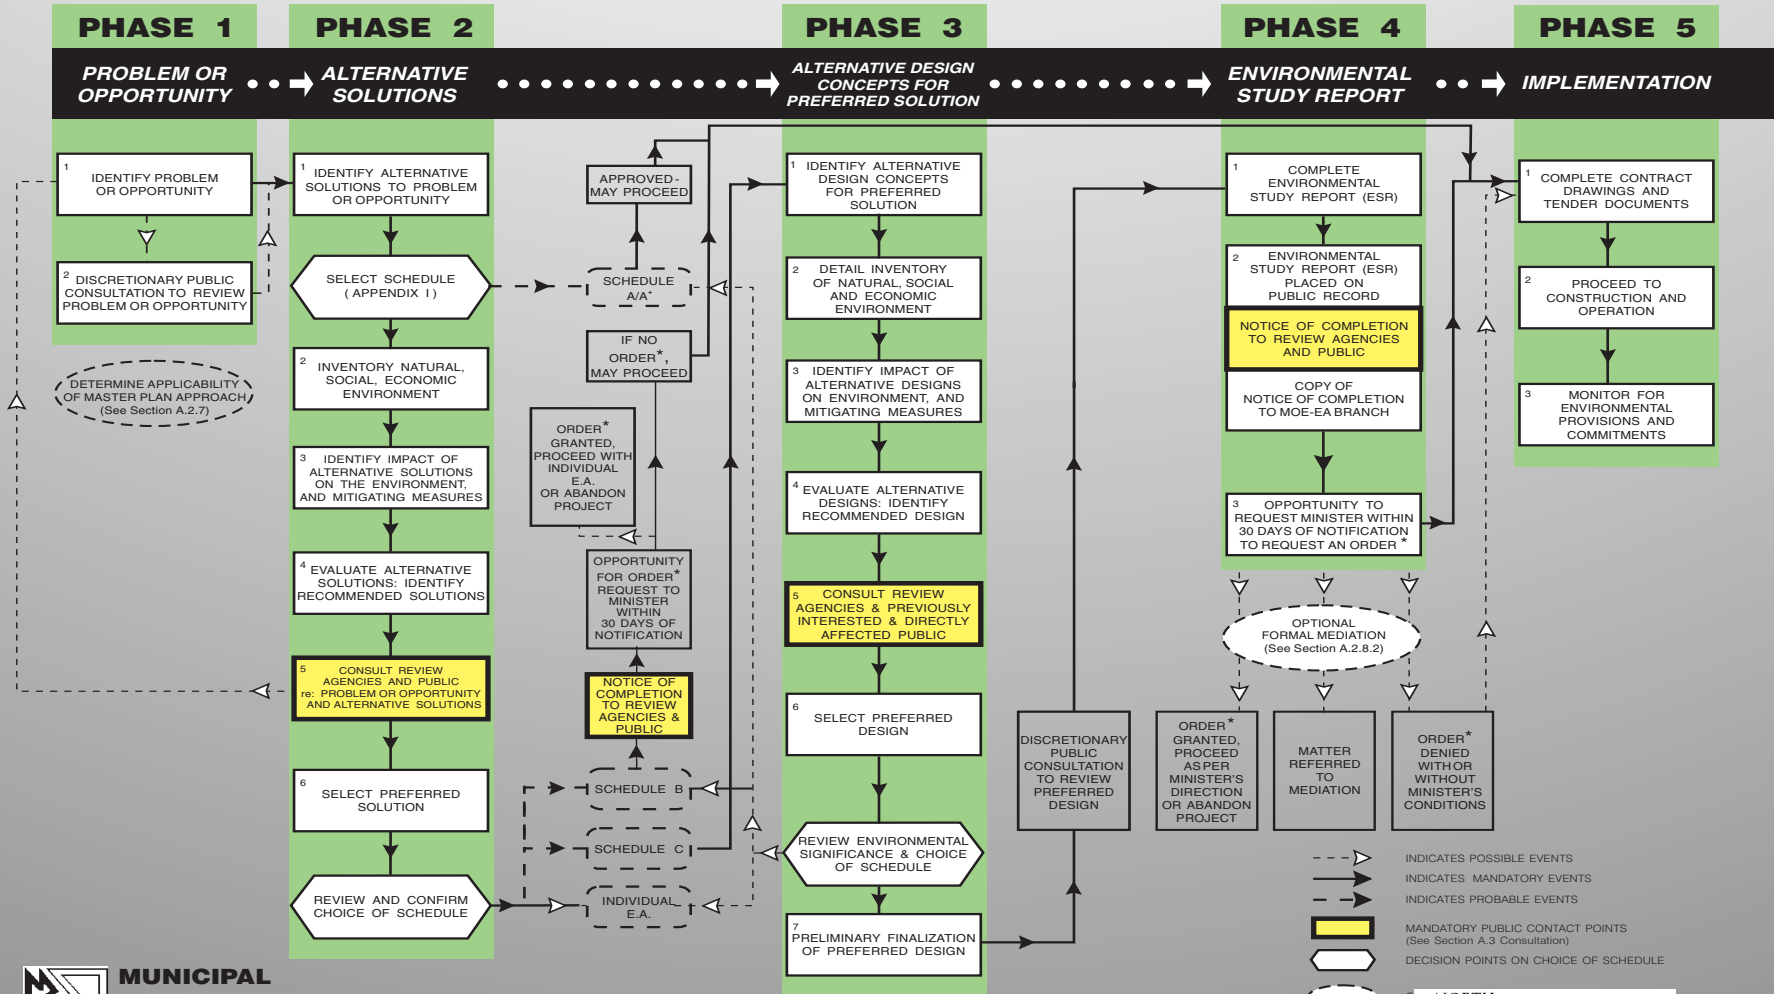 PHASE 1
PHASE 2
PHASE 3
PHASE 4
PHASE 5
PROBLEM OR
OPPORTUNITY
ALTERNATIVE
SOLUTIONS
ALTERNATIVE DESIGN
CONCEPTS FOR
PREFERRED SOLUTION
ENVIRONMENTAL
STUDY REPORT
IMPLEMENTATION
1
IDENTIFY PROBLEM
OR OPPORTUNITY
2
DISCRETIONARY PUBLIC
CONSULTATION TO REVIEW
PROBLEM OR OPPORTUNITY
DETERMINE APPLICABILITY
OF MASTER PLAN APPROACH
(See Section A.2.7)
1
IDENTIFY ALTERNATIVE
SOLUTIONS TO PROBLEM
OR OPPORTUNITY
SELECT SCHEDULE
( APPENDIX I )
2
INVENTORY NATURAL,
SOCIAL, ECONOMIC
ENVIRONMENT
3
IDENTIFY IMPACT OF
ALTERNATIVE SOLUTIONS
ON THE ENVIRONMENT,
AND MITIGATING MEASURES
4
EVALUATE ALTERNATIVE
SOLUTIONS: IDENTIFY
RECOMMENDED SOLUTIONS
5
CONSULT REVIEW
AGENCIES AND PUBLIC
re: PROBLEM OR OPPORTUNITY
AND ALTERNATIVE SOLUTIONS
6
SELECT PREFERRED
SOLUTION
REVIEW AND CONFIRM
CHOICE OF SCHEDULE
APPROVED-
MAY PROCEED
SCHEDULE
A/A+
IF NO
ORDER*,
MAY PROCEED
ORDER*
GRANTED,
PROCEED WITH
INDIVIDUAL
E.A.
OR ABANDON
PROJECT
OPPORTUNITY
FOR ORDER*
REQUEST TO
MINISTER
WITHIN
30 DAYS OF
NOTIFICATION
NOTICE OF
COMPLETION
TO REVIEW
AGENCIES &
PUBLIC
SCHEDULE B
SCHEDULE C
INDIVIDUAL
E.A.
1
IDENTIFY ALTERNATIVE
DESIGN CONCEPTS
FOR PREFERRED
SOLUTION
2
DETAIL INVENTORY
OF NATURAL, SOCIAL
AND ECONOMIC
ENVIRONMENT
3
IDENTIFY IMPACT OF
ALTERNATIVE DESIGNS
ON ENVIRONMENT, AND
MITIGATING MEASURES
4
EVALUATE ALTERNATIVE
DESIGNS: IDENTIFY
RECOMMENDED DESIGN
5
CONSULT REVIEW
AGENCIES & PREVIOUSLY
INTERESTED & DIRECTLY
AFFECTED PUBLIC
6
SELECT PREFERRED
DESIGN
REVIEW ENVIRONMENTAL
SIGNIFICANCE & CHOICE
OF SCHEDULE
7
PRELIMINARY FINALIZATION
OF PREFERRED DESIGN
DISCRETIONARY
PUBLIC
CONSULTATION
TO REVIEW
PREFERRED
DESIGN
1
COMPLETE
ENVIRONMENTAL
STUDY REPORT (ESR)
2
ENVIRONMENTAL
STUDY REPORT (ESR)
PLACED ON
PUBLIC RECORD
NOTICE OF COMPLETION
TO REVIEW AGENCIES
AND PUBLIC
COPY OF
NOTICE OF COMPLETION
TO MOE-EA BRANCH
3
OPPORTUNITY TO
REQUEST MINISTER WITHIN
30 DAYS OF NOTIFICATION
TO REQUEST AN ORDER *
OPTIONAL
FORMAL MEDIATION
(See Section A.2.8.2)
ORDER*
GRANTED,
PROCEED
AS PER
MINISTER'S
DIRECTION
OR ABANDON
PROJECT
MATTER
REFERRED
TO
MEDIATION
ORDER*
DENIED
WITH OR
WITHOUT
MINISTER'S
CONDITIONS
1
COMPLETE CONTRACT
DRAWINGS AND
TENDER DOCUMENTS
2
PROCEED TO
CONSTRUCTION AND
OPERATION
3
MONITOR FOR
ENVIRONMENTAL
PROVISIONS AND
COMMITMENTS
INDICATES POSSIBLE EVENTS
INDICATES MANDATORY EVENTS
INDICATES PROBABLE EVENTS
MANDATORY PUBLIC CONTACT POINTS
(See Section A.3 Consultation)
DECISION POINTS ON CHOICE OF SCHEDULE
MUNICIPAL